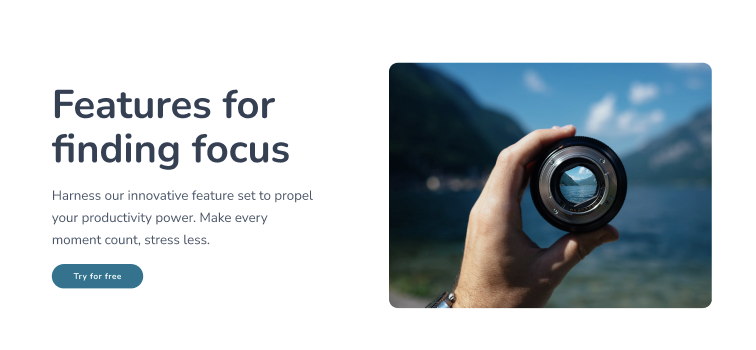 Features for
finding focus
Harness our innovative feature set to propel
your productivity power. Make every
moment count, stress less.
Try for free